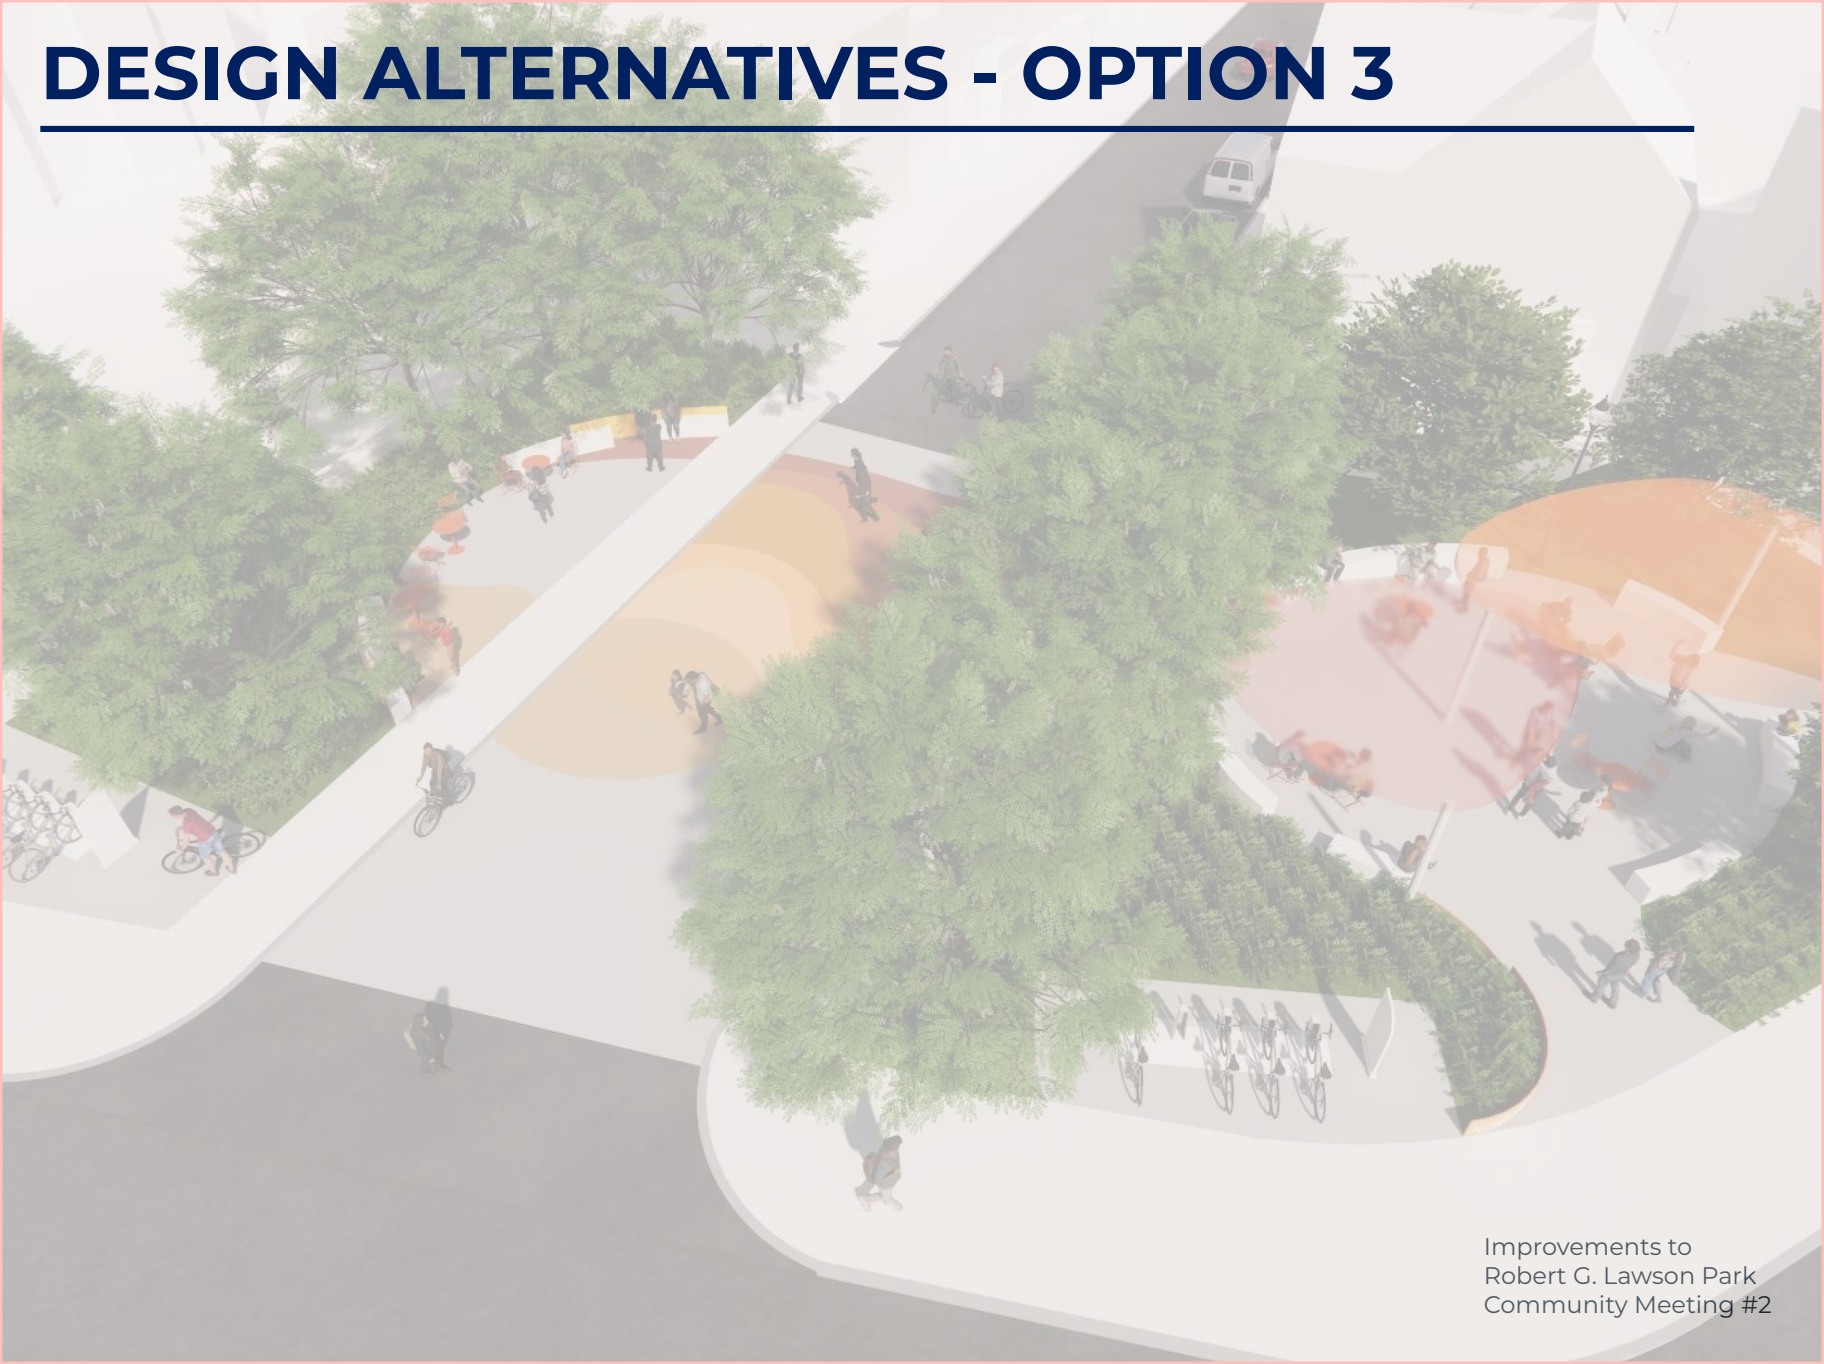 DESIGN ALTERNATIVES - OPTION 3
Improvements to
Robert G. Lawson Park
Community Meeting #2